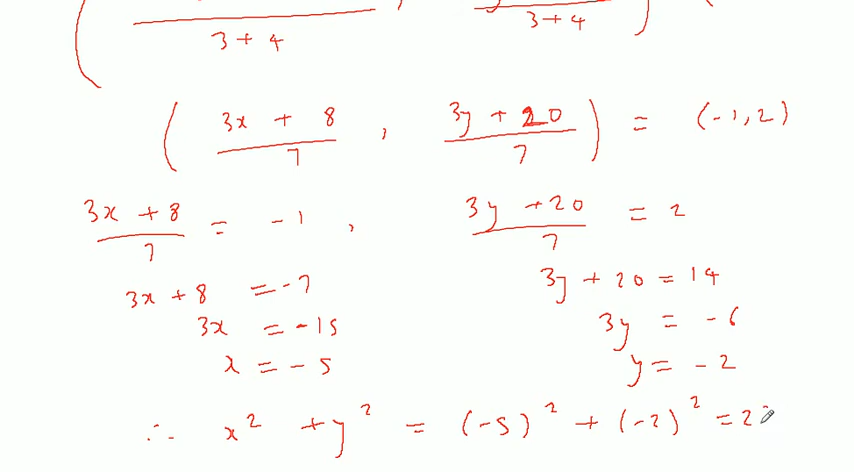 3 + 4 , 3 + 4
( (3x + 8)/7 , (3y + 20)/7 ) = (-1, 2)
(3x + 8)/7 = -1 , (3y + 20)/7 = 2
3x + 8 = -7 3y + 20 = 14
3x = -15 3y = -6
x = -5 y = -2
∴ x² + y² = (-5)² + (-2)² = 2